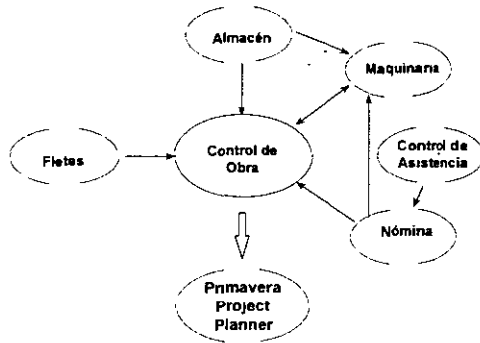 Almacén
Maquinaria
Control de
Asistencia
Fletes
Control de
Obra
Nómina
Primavera
Project
Planner